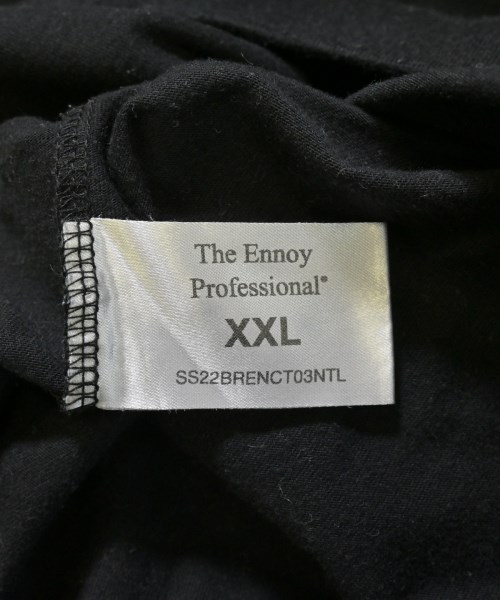 The Ennoy
Professional®
XXL
SS22BRENCT03NTL